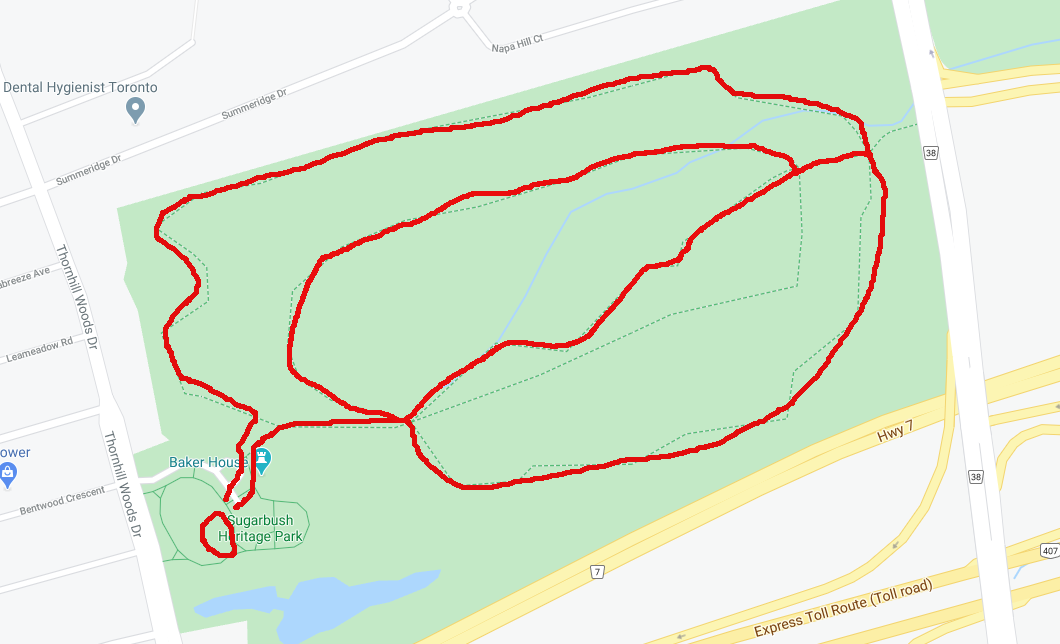 Napa Hill Ct
Dental Hygienist Toronto
Summeridge Dr
Summeridge Dr
38
Thornhill Woods Dr
abreeze Ave
Leameadow Rd
Hwy 7
Thornhill Woods Dr
ower
Baker House
Bentwood Crescent
38
Sugarbush
Heritage Park
407
7
Express Toll Route (Toll road)